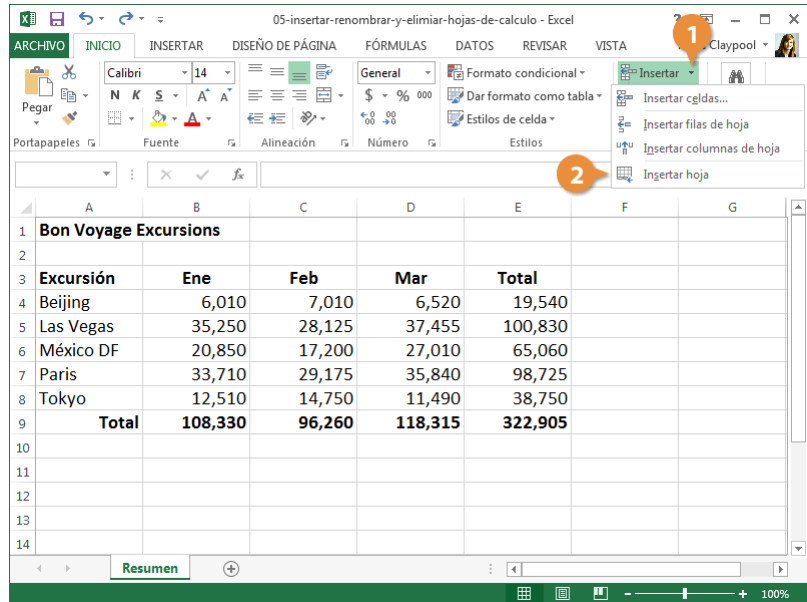 05-insertar-renombrar-y-elimiar-hojas-de-calculo - Excel
ARCHIVO INICIO INSERTAR DISEÑO DE PÁGINA FÓRMULAS DATOS REVISAR VISTA Claypool
1
Pegar
Calibri 14
N K S A A
A
General
$ % 000
Formato condicional
Dar formato como tabla
Estilos de celda
Insertar
Portapapeles Fuente Alineación Número Estilos
Insertar celdas...
Insertar filas de hoja
Insertar columnas de hoja
2
Insertar hoja
fx
A B C D E F G
1 Bon Voyage Excursions
2
3 Excursión Ene Feb Mar Total
4 Beijing 6,010 7,010 6,520 19,540
5 Las Vegas 35,250 28,125 37,455 100,830
6 México DF 20,850 17,200 27,010 65,060
7 Paris 33,710 29,175 35,840 98,725
8 Tokyo 12,510 14,750 11,490 38,750
9 Total 108,330 96,260 118,315 322,905
10
11
12
13
14
Resumen
100%